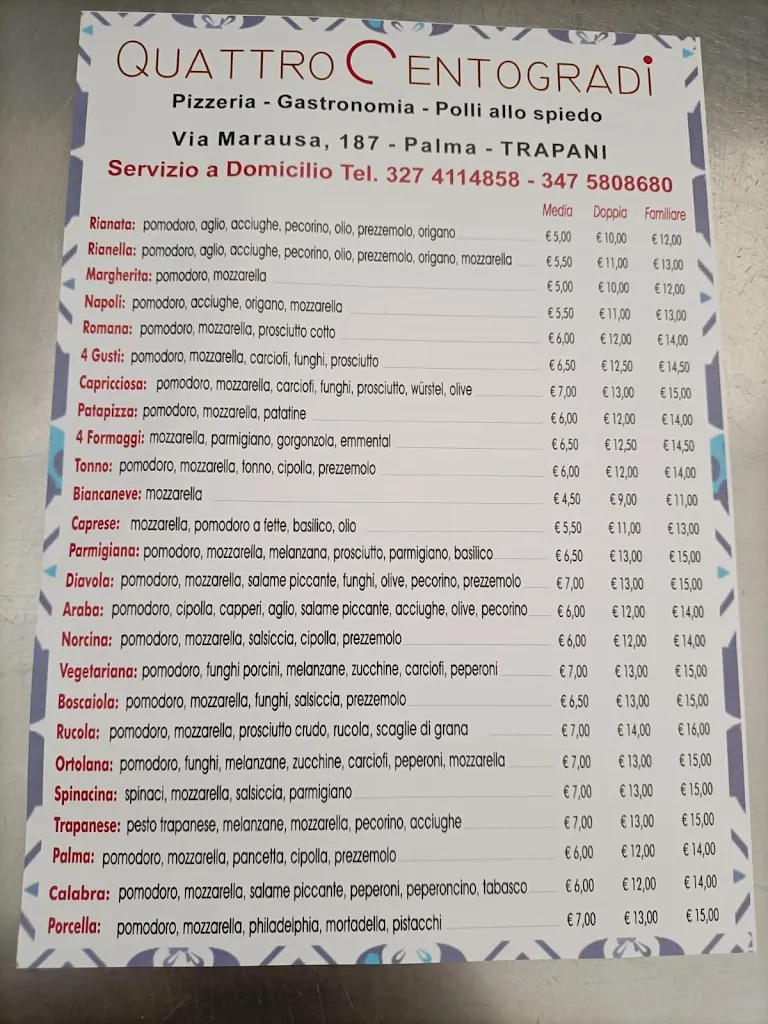 QUATTROCENTOGRADI
Pizzeria - Gastronomia - Polli allo spiedo
Via Marausa, 187 - Palma - TRAPANI
Servizio a Domicilio Tel. 327 4114858 - 347 5808680
Media Doppia Familiare
Rianata: pomodoro, aglio, acciughe, pecorino, olio, prezzemolo, origano € 5,00 € 10,00 € 12,00
Rianella: pomodoro, aglio, acciughe, pecorino, olio, prezzemolo, origano, mozzarella € 5,50 € 11,00 € 13,00
Margherita: pomodoro, mozzarella € 5,00 € 10,00 € 12,00
Napoli: pomodoro, acciughe, origano, mozzarella € 5,50 € 11,00 € 13,00
Romana: pomodoro, mozzarella, prosciutto cotto € 6,00 € 12,00 € 14,00
4 Gusti: pomodoro, mozzarella, carciofi, funghi, prosciutto € 6,50 € 12,50 € 14,50
Capricciosa: pomodoro, mozzarella, carciofi, funghi, prosciutto, würstel, olive € 7,00 € 13,00 € 15,00
Patapizza: pomodoro, mozzarella, patatine € 6,00 € 12,00 € 14,00
4 Formaggi: mozzarella, parmigiano, gorgonzola, emmental € 6,50 € 12,50 € 14,50
Tonno: pomodoro, mozzarella, tonno, cipolla, prezzemolo € 6,00 € 12,00 € 14,00
Biancaneve: mozzarella € 4,50 € 9,00 € 11,00
Caprese: mozzarella, pomodoro a fette, basilico, olio € 5,50 € 11,00 € 13,00
Parmigiana: pomodoro, mozzarella, melanzana, prosciutto, parmigiano, basilico € 6,50 € 13,00 € 15,00
Diavola: pomodoro, mozzarella, salame piccante, funghi, olive, pecorino, prezzemolo € 7,00 € 13,00 € 15,00
Araba: pomodoro, cipolla, capperi, aglio, salame piccante, acciughe, olive, pecorino € 6,00 € 12,00 € 14,00
Norcina: pomodoro, mozzarella, salsiccia, cipolla, prezzemolo € 6,00 € 12,00 € 14,00
Vegetariana: pomodoro, funghi porcini, melanzane, zucchine, carciofi, peperoni € 7,00 € 13,00 € 15,00
Boscaiola: pomodoro, mozzarella, funghi, salsiccia, prezzemolo € 6,50 € 13,00 € 15,00
Rucola: pomodoro, mozzarella, prosciutto crudo, rucola, scaglie di grana € 7,00 € 14,00 € 16,00
Ortolana: pomodoro, funghi, melanzane, zucchine, carciofi, peperoni, mozzarella € 7,00 € 13,00 € 15,00
Spinacina: spinaci, mozzarella, salsiccia, parmigiano € 7,00 € 13,00 € 15,00
Trapanese: pesto trapanese, melanzane, mozzarella, pecorino, acciughe € 7,00 € 13,00 € 15,00
Palma: pomodoro, mozzarella, pancetta, cipolla, prezzemolo € 6,00 € 12,00 € 14,00
Calabra: pomodoro, mozzarella, salame piccante, peperoni, peperoncino, tabasco € 6,00 € 12,00 € 14,00
Porcella: pomodoro, mozzarella, philadelphia, mortadella, pistacchi € 7,00 € 13,00 € 15,00